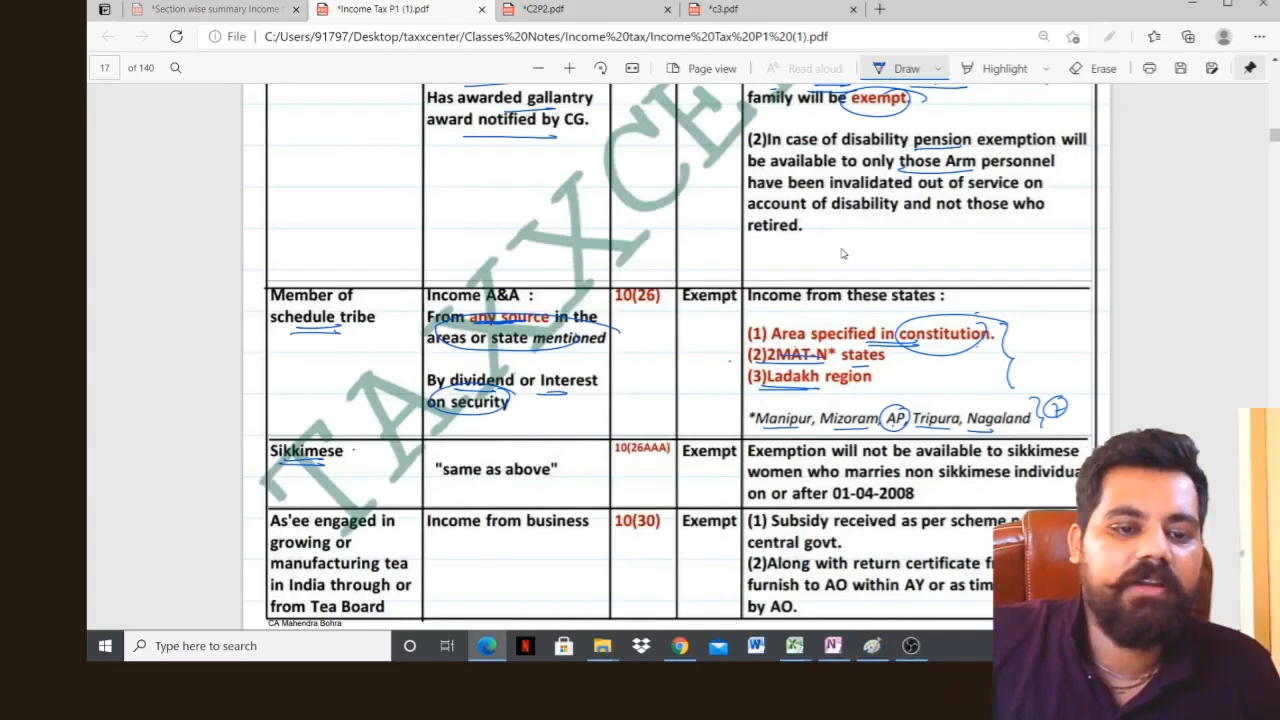 *Section wise summary Income t
*Income Tax P1 (1).pdf
*C2P2.pdf
*c3.pdf
File
C:/Users/91797/Desktop/taxxcenter/Classes%20Notes/Income%20tax/Income%20Tax%20P1%20(1).pdf
17 of 140
Page view
Read aloud
Draw
Highlight
Erase
Has awarded gallantry
award notified by CG.
family will be exempt.
(2)In case of disability pension exemption will
be available to only those Arm personnel
have been invalidated out of service on
account of disability and not those who
retired.
Member of
schedule tribe
Income A&A :
From any source in the
areas or state mentioned
By dividend or Interest
on security
10(26)
Exempt
Income from these states :
(1) Area specified in constitution.
(2)2MAT-N* states
(3)Ladakh region
*Manipur, Mizoram, AP, Tripura, Nagaland
7
Sikkimese
"same as above"
10(26AAA)
Exempt
Exemption will not be available to sikkimese
women who marries non sikkimese individua
on or after 01-04-2008
As'ee engaged in
growing or
manufacturing tea
in India through or
from Tea Board
Income from business
10(30)
Exempt
(1) Subsidy received as per scheme
central govt.
(2)Along with return certificate
furnish to AO within AY or as
by AO.
CA Mahendra Bohra
TAXXCE
Type here to search